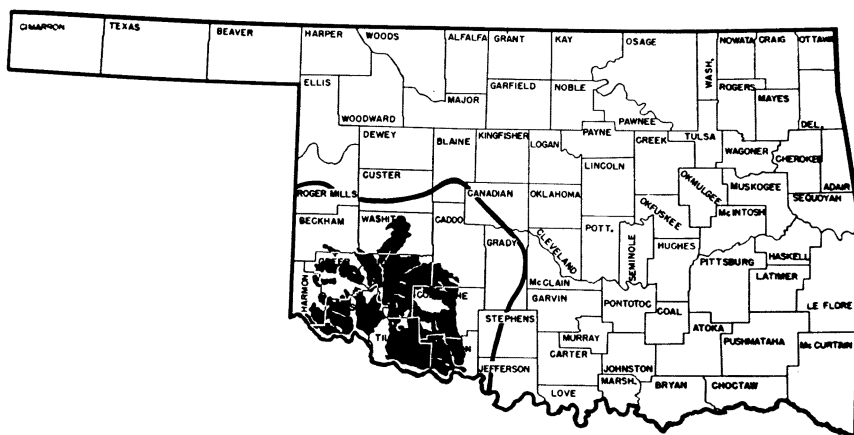 CIMARRON
TEXAS
BEAVER
HARPER
WOODS
ALFALFA
GRANT
KAY
OSAGE
WASH.
NOWATA
CRAIG
OTTAWA
ELLIS
WOODWARD
MAJOR
GARFIELD
NOBLE
PAWNEE
ROGERS
MAYES
DEL.
DEWEY
BLAINE
KINGFISHER
LOGAN
PAYNE
CREEK
TULSA
WAGONER
CHEROKEE
ADAIR
CUSTER
LINCOLN
ROGER MILLS
CANADIAN
OKLAHOMA
OKFUSKEE
OKMULGEE
MUSKOGEE
SEQUOYAH
McINTOSH
BECKHAM
WASHIT
CADDO
GRADY
CLEVELAND
POTT.
SEMINOLE
HUGHES
PITTSBURG
HASKELL
LATIMER
LE FLORE
HARMON
McCLAIN
GARVIN
PONTOTOC
COAL
STEPHENS
MURRAY
ATOKA
PUSHMATAHA
McCURTAIN
CARTER
JOHNSTON
JEFFERSON
MARSH.
LOVE
BRYAN
CHOCTAW